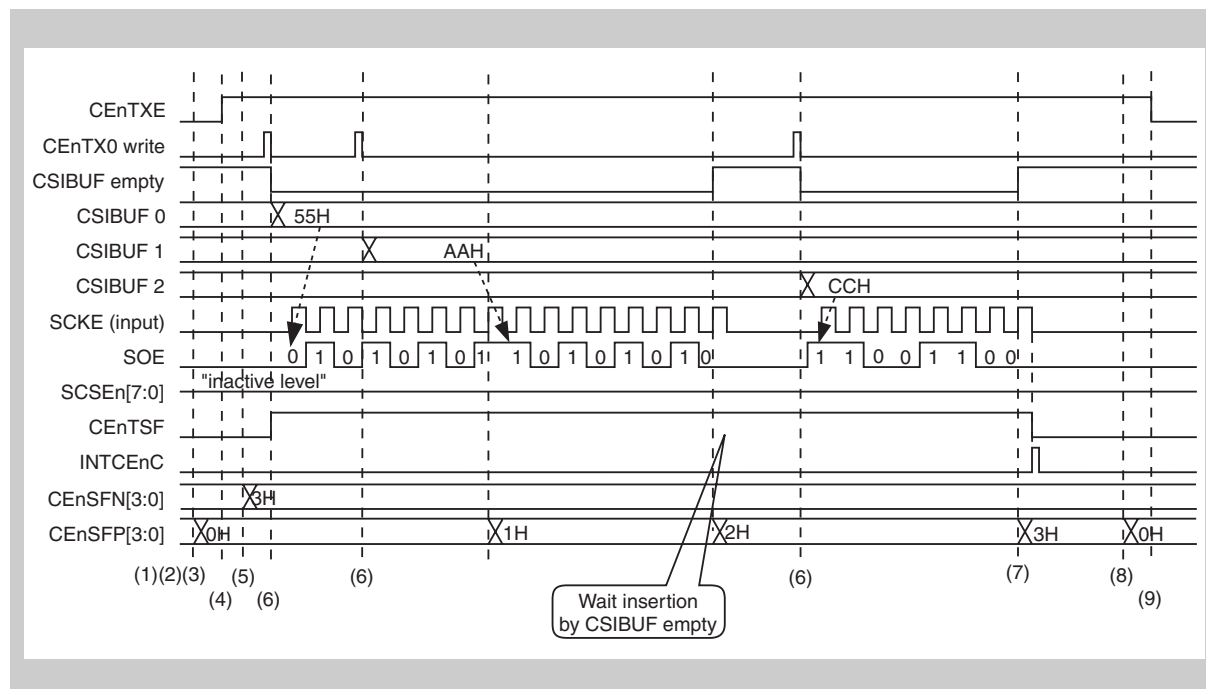 CEnTXE
CEnTX0 write
CSIBUF empty
CSIBUF 0
55H
CSIBUF 1
AAH
CSIBUF 2
CCH
SCKE (input)
SOE
0 1 0 1 0 1 0 1 1 0 1 0 1 0 1 0 1 1 0 0 1 1 0 0
"inactive level"
SCSEn[7:0]
CEnTSF
INTCEnC
CEnSFN[3:0]
3H
CEnSFP[3:0]
0H
1H
2H
3H
0H
(1)(2)(3) (5) (6) (6) (7) (8)
(4) (6) (9)
Wait insertion
by CSIBUF empty